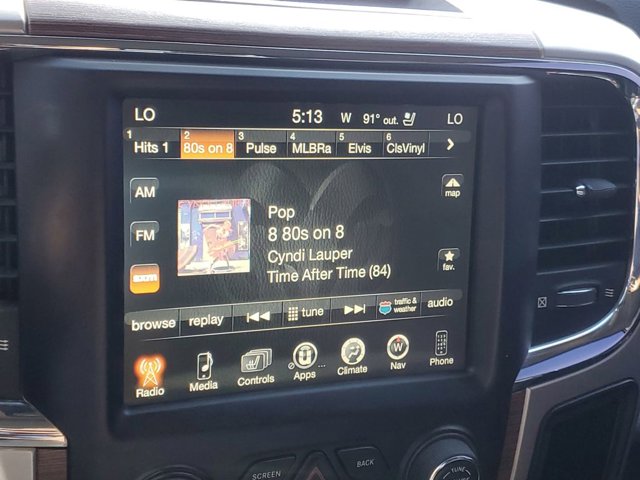 LO 5:13 W 91° out. LO
1 Hits 1 2 80s on 8 3 Pulse 4 MLBRa 5 Elvis 6 ClsVinyl
AM
FM
sxm
map
Pop
8 80s on 8
Cyndi Lauper
Time After Time (84)
fav.
browse replay tune traffic & weather audio
Radio Media Controls Apps Climate Nav Phone
SCREEN
BACK
TUNE